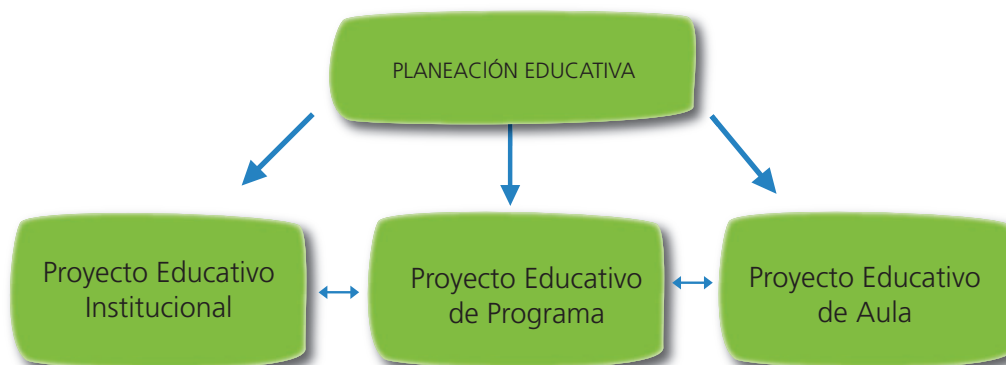 PLANEACIÓN EDUCATIVA
Proyecto Educativo
Institucional
Proyecto Educativo
de Programa
Proyecto Educativo
de Aula